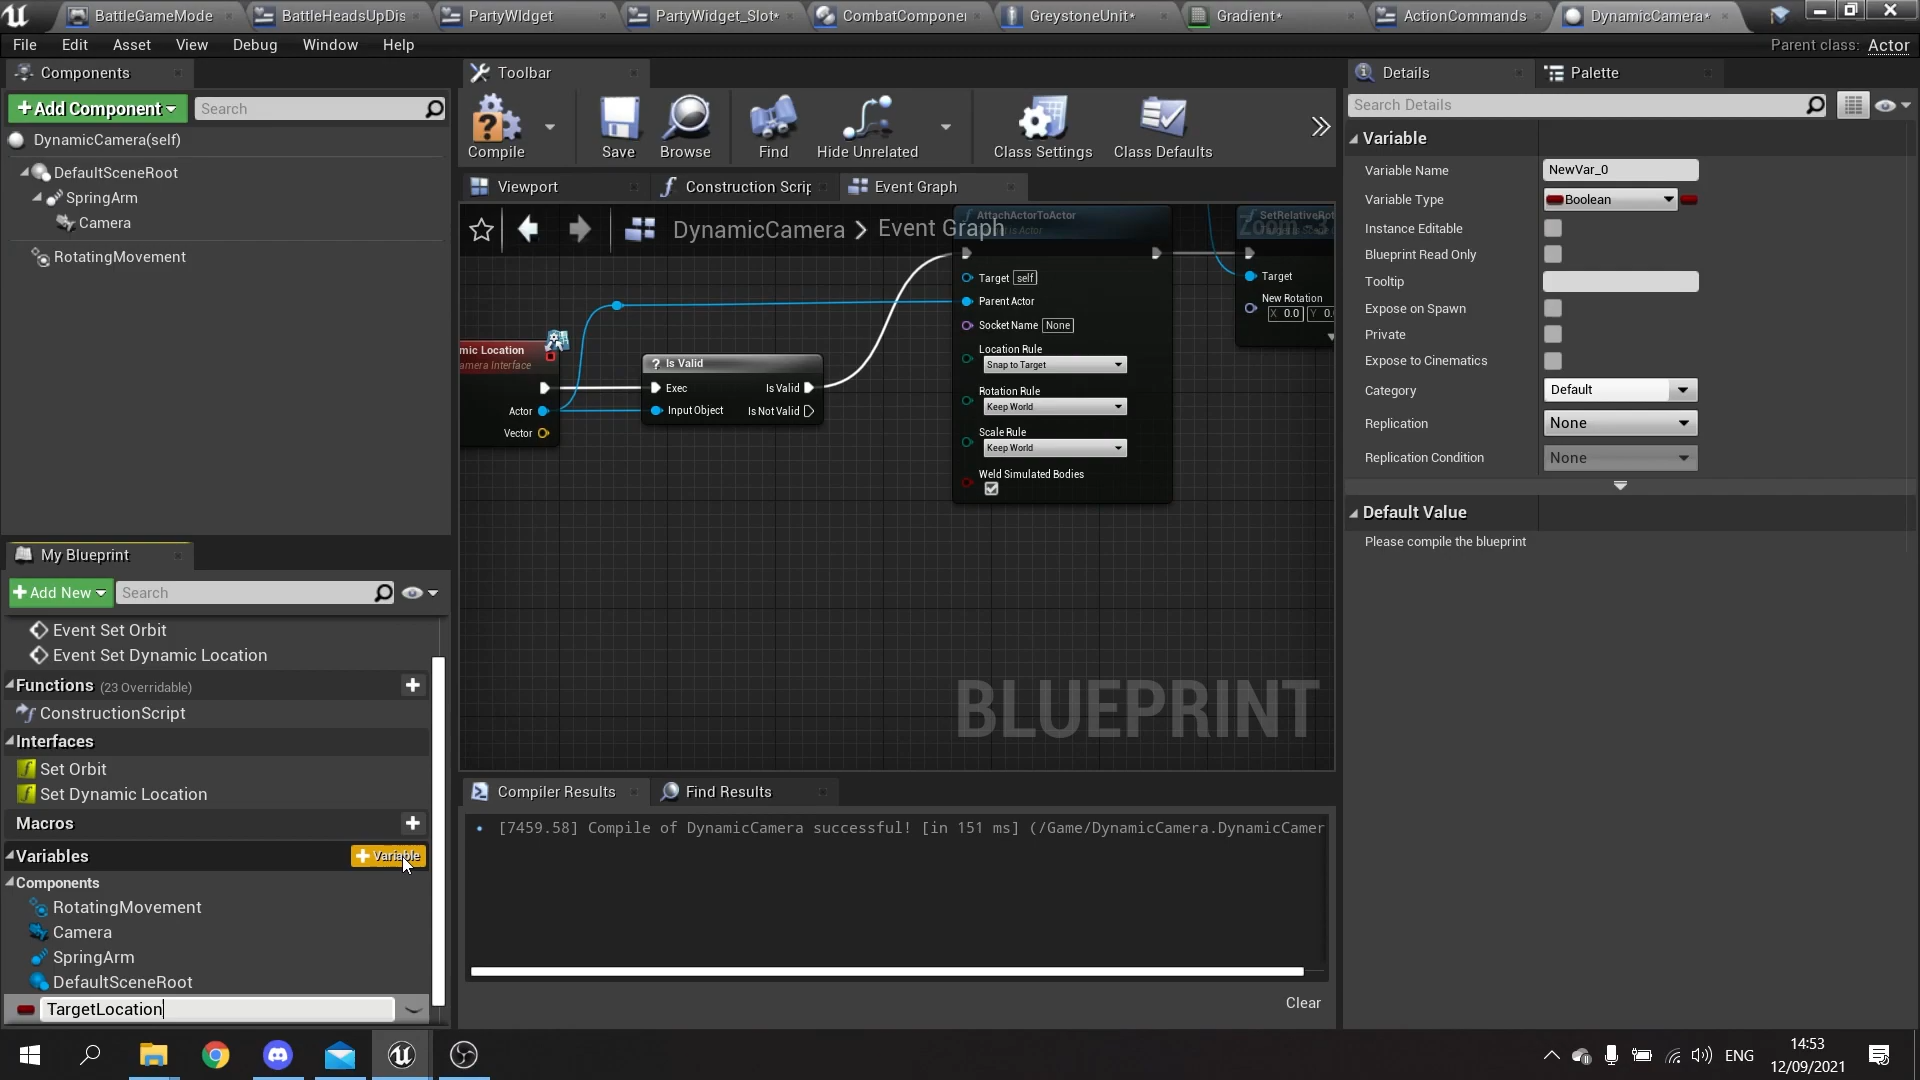 BattleGameMode
BattleHeadsUpDis
PartyWIdget
PartyWidget_Slot*
CombatComponen
GreystoneUnit*
Gradient*
ActionCommands
DynamicCamera*
File
Edit
Asset
View
Debug
Window
Help
Parent class: Actor
Components
Add Component
Search
DynamicCamera(self)
DefaultSceneRoot
SpringArm
Camera
RotatingMovement
Toolbar
Compile
Save
Browse
Find
Hide Unrelated
Class Settings
Class Defaults
Viewport
Construction Scrip
Event Graph
DynamicCamera > Event Graph
AttachActorToActor
Target self
Parent Actor
Socket Name None
Location Rule
Snap to Target
Rotation Rule
Keep World
Scale Rule
Keep World
Weld Simulated Bodies
SetRelativeRot
Zoom -3
Target
New Rotation
X 0.0 Y 0.
mic Location
amera Interface
Actor
Vector
? Is Valid
Exec
Is Valid
Input Object
Is Not Valid
BLUEPRINT
Compiler Results
Find Results
[7459.58] Compile of DynamicCamera successful! [in 151 ms] (/Game/DynamicCamera.DynamicCamer
Clear
My Blueprint
Add New
Search
Event Set Orbit
Event Set Dynamic Location
Functions (23 Overridable)
ConstructionScript
Interfaces
Set Orbit
Set Dynamic Location
Macros
Variables
Variable
Components
RotatingMovement
Camera
SpringArm
DefaultSceneRoot
TargetLocation
Details
Palette
Search Details
Variable
Variable Name
NewVar_0
Variable Type
Boolean
Instance Editable
Blueprint Read Only
Tooltip
Expose on Spawn
Private
Expose to Cinematics
Category
Default
Replication
None
Replication Condition
None
Default Value
Please compile the blueprint
ENG
14:53
12/09/2021